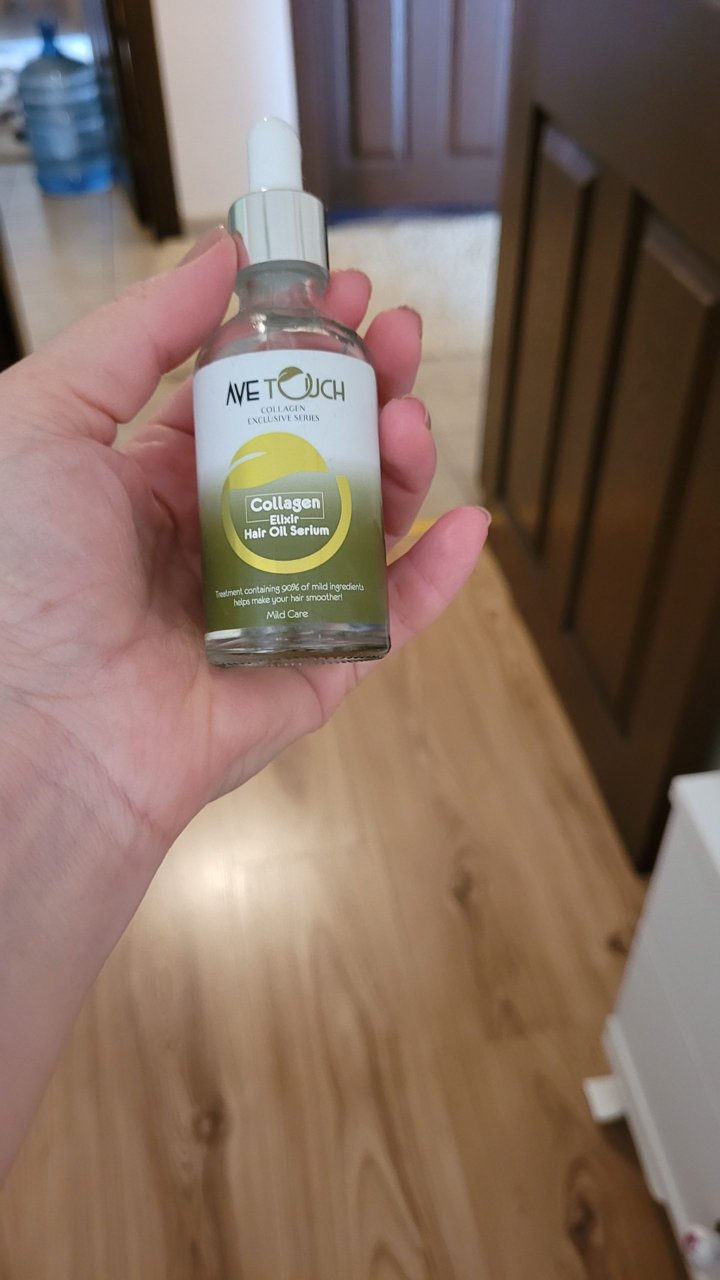 AVE TOUCH
COLLAGEN
EXCLUSIVE SERIES
Collagen
Elixir
Hair Oil Serium
Treatment containing 90% of mild ingredients
helps make your hair smoother!
Mild Care